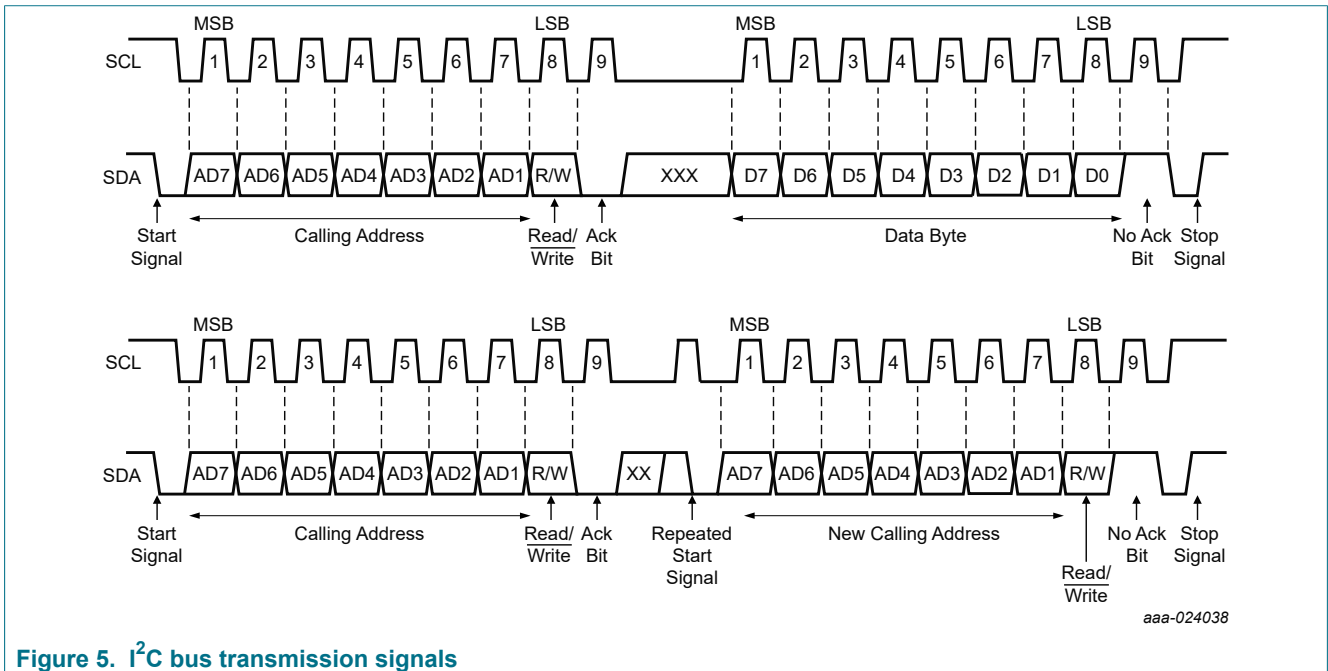 MSB LSB MSB LSB
SCL 1 2 3 4 5 6 7 8 9 1 2 3 4 5 6 7 8 9
SDA AD7 AD6 AD5 AD4 AD3 AD2 AD1 R/W XXX D7 D6 D5 D4 D3 D2 D1 D0
Start Calling Address Read/ Ack Data Byte No Ack Stop
Signal Write Bit Bit Signal
MSB LSB MSB LSB
SCL 1 2 3 4 5 6 7 8 9 1 2 3 4 5 6 7 8 9
SDA AD7 AD6 AD5 AD4 AD3 AD2 AD1 R/W XX AD7 AD6 AD5 AD4 AD3 AD2 AD1 R/W
Start Calling Address Read/ Ack Repeated New Calling Address No Ack Stop
Signal Write Bit Start Bit Signal
Signal Read/
Write
aaa-024038
Figure 5. I²C bus transmission signals